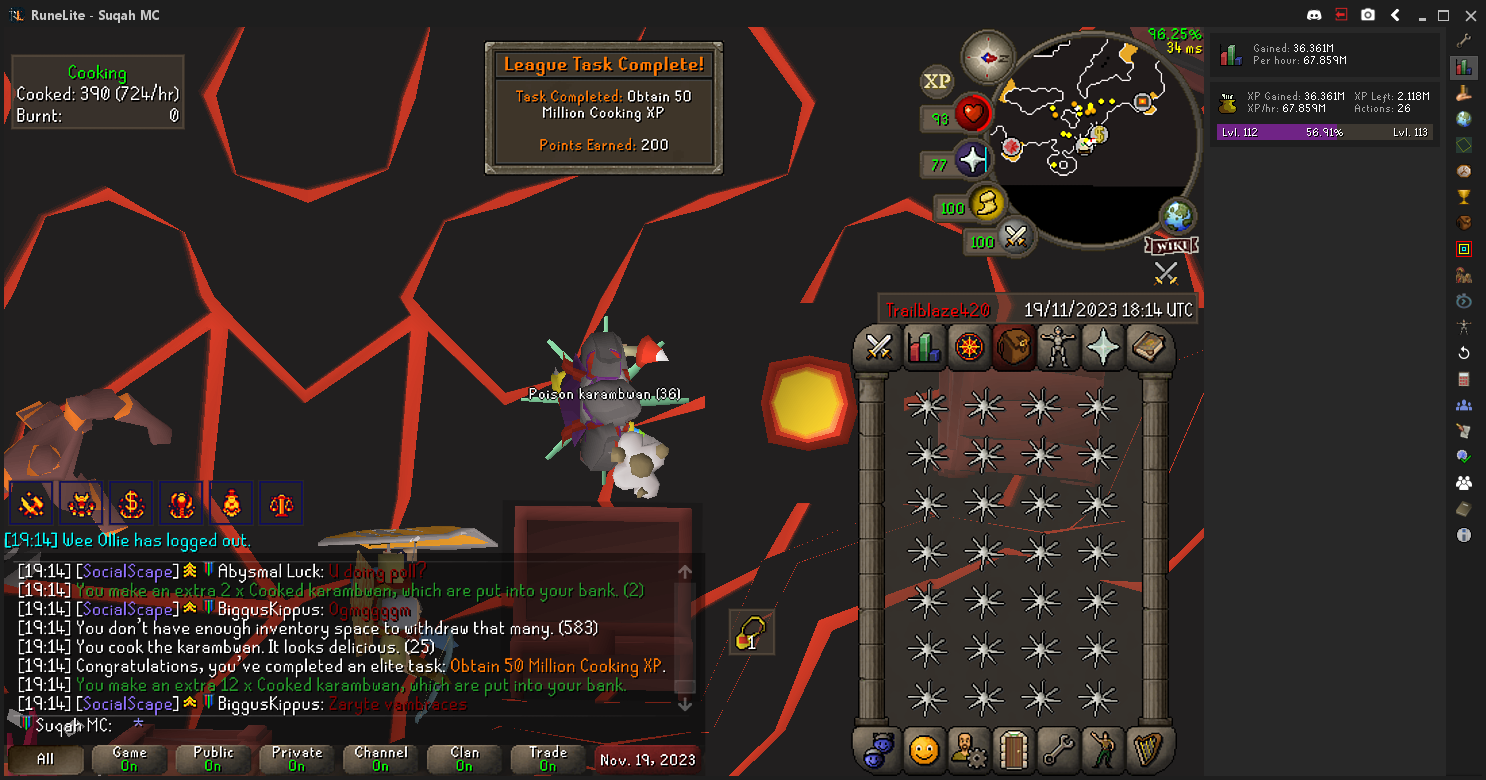 RuneLite - Suqah MC
Cooking
Cooked: 390 (724/hr)
Burnt: 0
League Task Complete!
Task Completed: Obtain 50
Million Cooking XP
Points Earned: 200
96.25%
34 ms
XP
93
77
100
100
WIKI
Trailblaze420
19/11/2023 18:14 UTC
Gained: 36.361M
Per hour: 67.859M
XP Gained: 36.361M XP Left: 2.118M
XP/hr: 67.859M Actions: 26
Lvl. 112 56.91% Lvl. 113
Poison karambwan (36)
[19:14] Wee Ollie has logged out.
[19:14] [SocialScape] Abysmal Luck: U doing poll?
[19:14] You make an extra 2 x Cooked karambwan, which are put into your bank. (2)
[19:14] [SocialScape] BiggusKippus: Ogmggggm
[19:14] You don't have enough inventory space to withdraw that many. (583)
[19:14] You cook the karambwan. It looks delicious. (25)
[19:14] Congratulations, you've completed an elite task: Obtain 50 Million Cooking XP.
[19:14] You make an extra 12 x Cooked karambwan, which are put into your bank.
[19:14] [SocialScape] BiggusKippus: Zaryte vambraces
Suqah MC: *
1
All
Game
On
Public
On
Private
On
Channel
On
Clan
On
Trade
On
Nov. 19, 2023